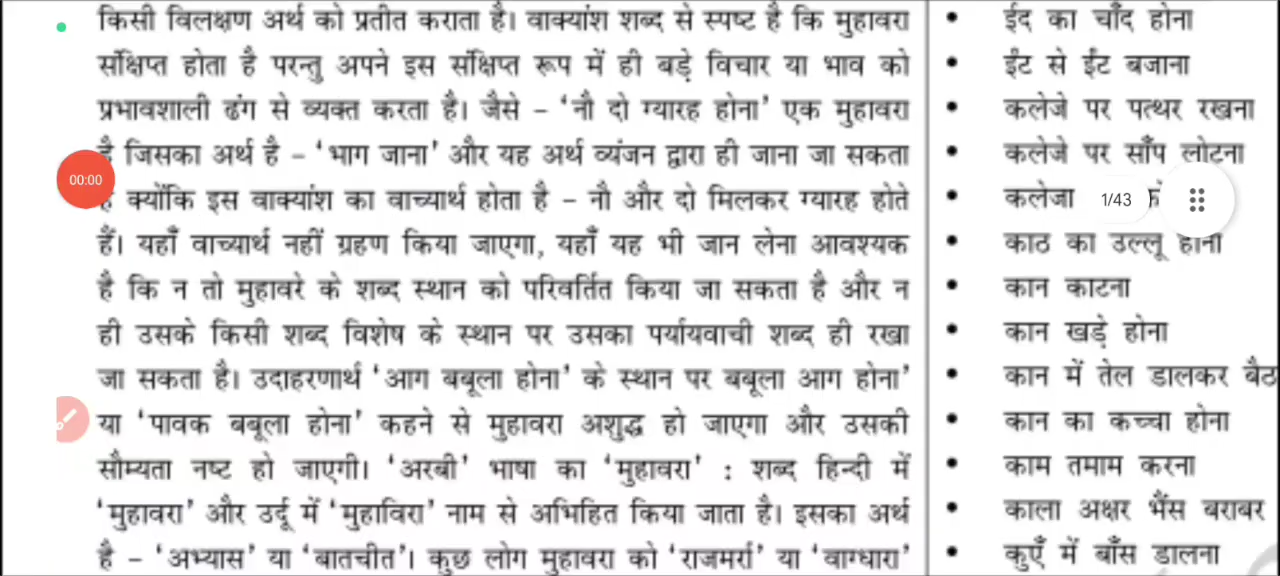 किसी विलक्षण अर्थ को प्रतीत कराता है। वाक्यांश शब्द से स्पष्ट है कि मुहावरा
संक्षिप्त होता है परन्तु अपने इस संक्षिप्त रूप में ही बड़े विचार या भाव को
प्रभावशाली ढंग से व्यक्त करता है। जैसे – ‘नौ दो ग्यारह होना’ एक मुहावरा
है जिसका अर्थ है – ‘भाग जाना’ और यह अर्थ व्यंजन द्वारा ही जाना जा सकता
क्योंकि इस वाक्यांश का वाच्यार्थ होता है – नौ और दो मिलकर ग्यारह होते
हैं। यहाँ वाच्यार्थ नहीं ग्रहण किया जाएगा, यहाँ यह भी जान लेना आवश्यक
है कि न तो मुहावरे के शब्द स्थान को परिवर्तित किया जा सकता है और न
ही उसके किसी शब्द विशेष के स्थान पर उसका पर्यायवाची शब्द ही रखा
जा सकता है। उदाहरणार्थ ‘आग बबूला होना’ के स्थान पर बबूला आग होना’
या ‘पावक बबूला होना’ कहने से मुहावरा अशुद्ध हो जाएगा और उसकी
सौम्यता नष्ट हो जाएगी। ‘अरबी’ भाषा का ‘मुहावरा’ : शब्द हिन्दी में
‘मुहावरा’ और उर्दू में ‘मुहाविरा’ नाम से अभिहित किया जाता है। इसका अर्थ
है – ‘अभ्यास’ या ‘बातचीत’। कुछ लोग मुहावरा को ‘राजमर्रा’ या ‘वाग्धारा’
• ईद का चाँद होना
• ईंट से ईंट बजाना
• कलेजे पर पत्थर रखना
• कलेजे पर साँप लोटना
• कलेजा
• काठ का उल्लू होना
• कान काटना
• कान खड़े होना
• कान में तेल डालकर बैठ
• कान का कच्चा होना
• काम तमाम करना
• काला अक्षर भैंस बराबर
• कुएँ में बाँस डालना
00:00
1/43